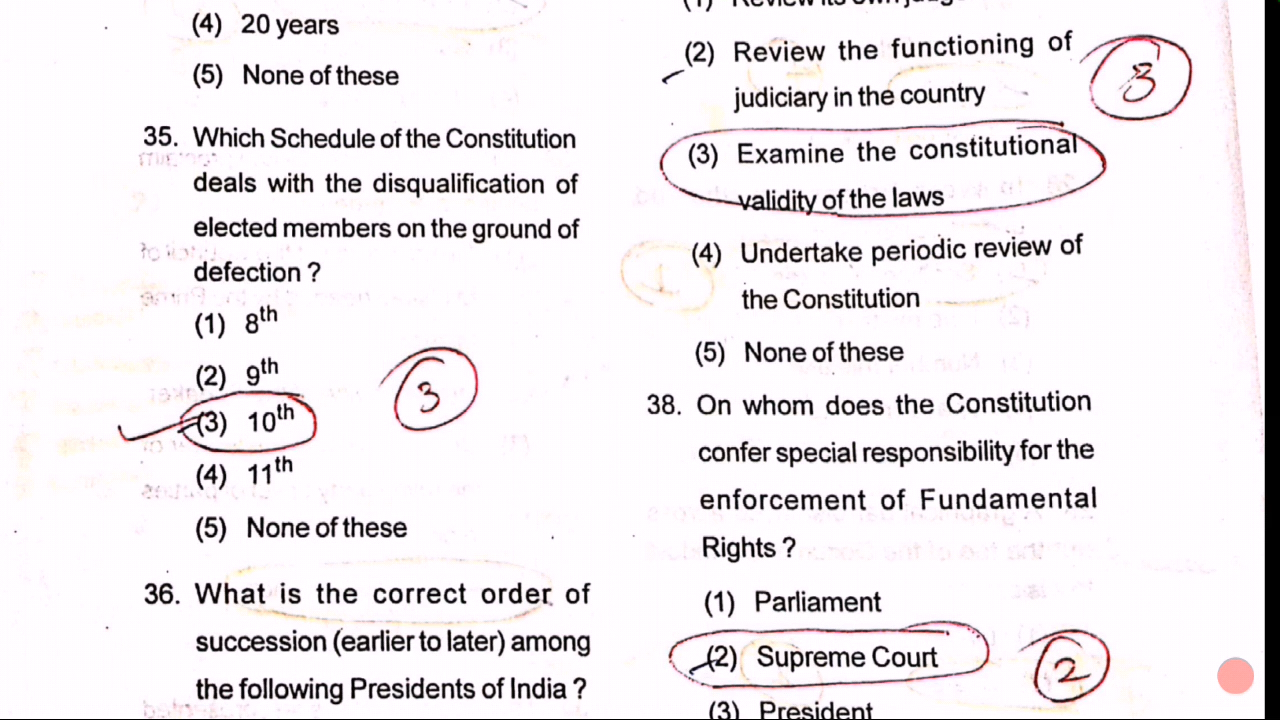 (4) 20 years
(5) None of these
35. Which Schedule of the Constitution
deals with the disqualification of
elected members on the ground of
defection ?
(1) 8th
(2) 9th
(3) 10th
3
(4) 11th
(5) None of these
36. What is the correct order of
succession (earlier to later) among
the following Presidents of India ?
(2) Review the functioning of
judiciary in the country
3
(3) Examine the constitutional
validity of the laws
(4) Undertake periodic review of
the Constitution
(5) None of these
38. On whom does the Constitution
confer special responsibility for the
enforcement of Fundamental
Rights ?
(1) Parliament
(2) Supreme Court
2
(3) President